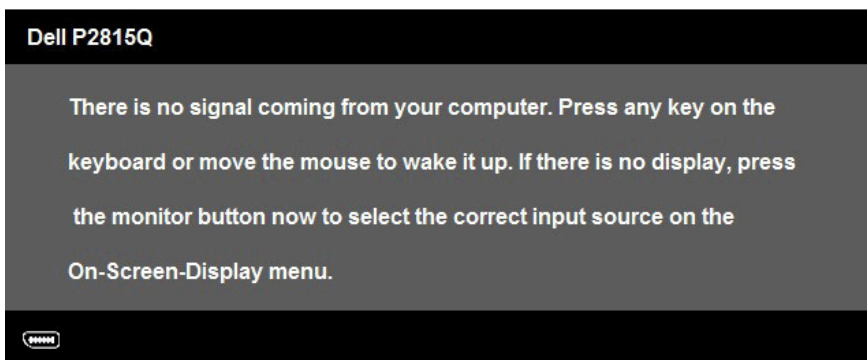 Dell P2815Q
There is no signal coming from your computer. Press any key on the
keyboard or move the mouse to wake it up. If there is no display, press
the monitor button now to select the correct input source on the
On-Screen-Display menu.